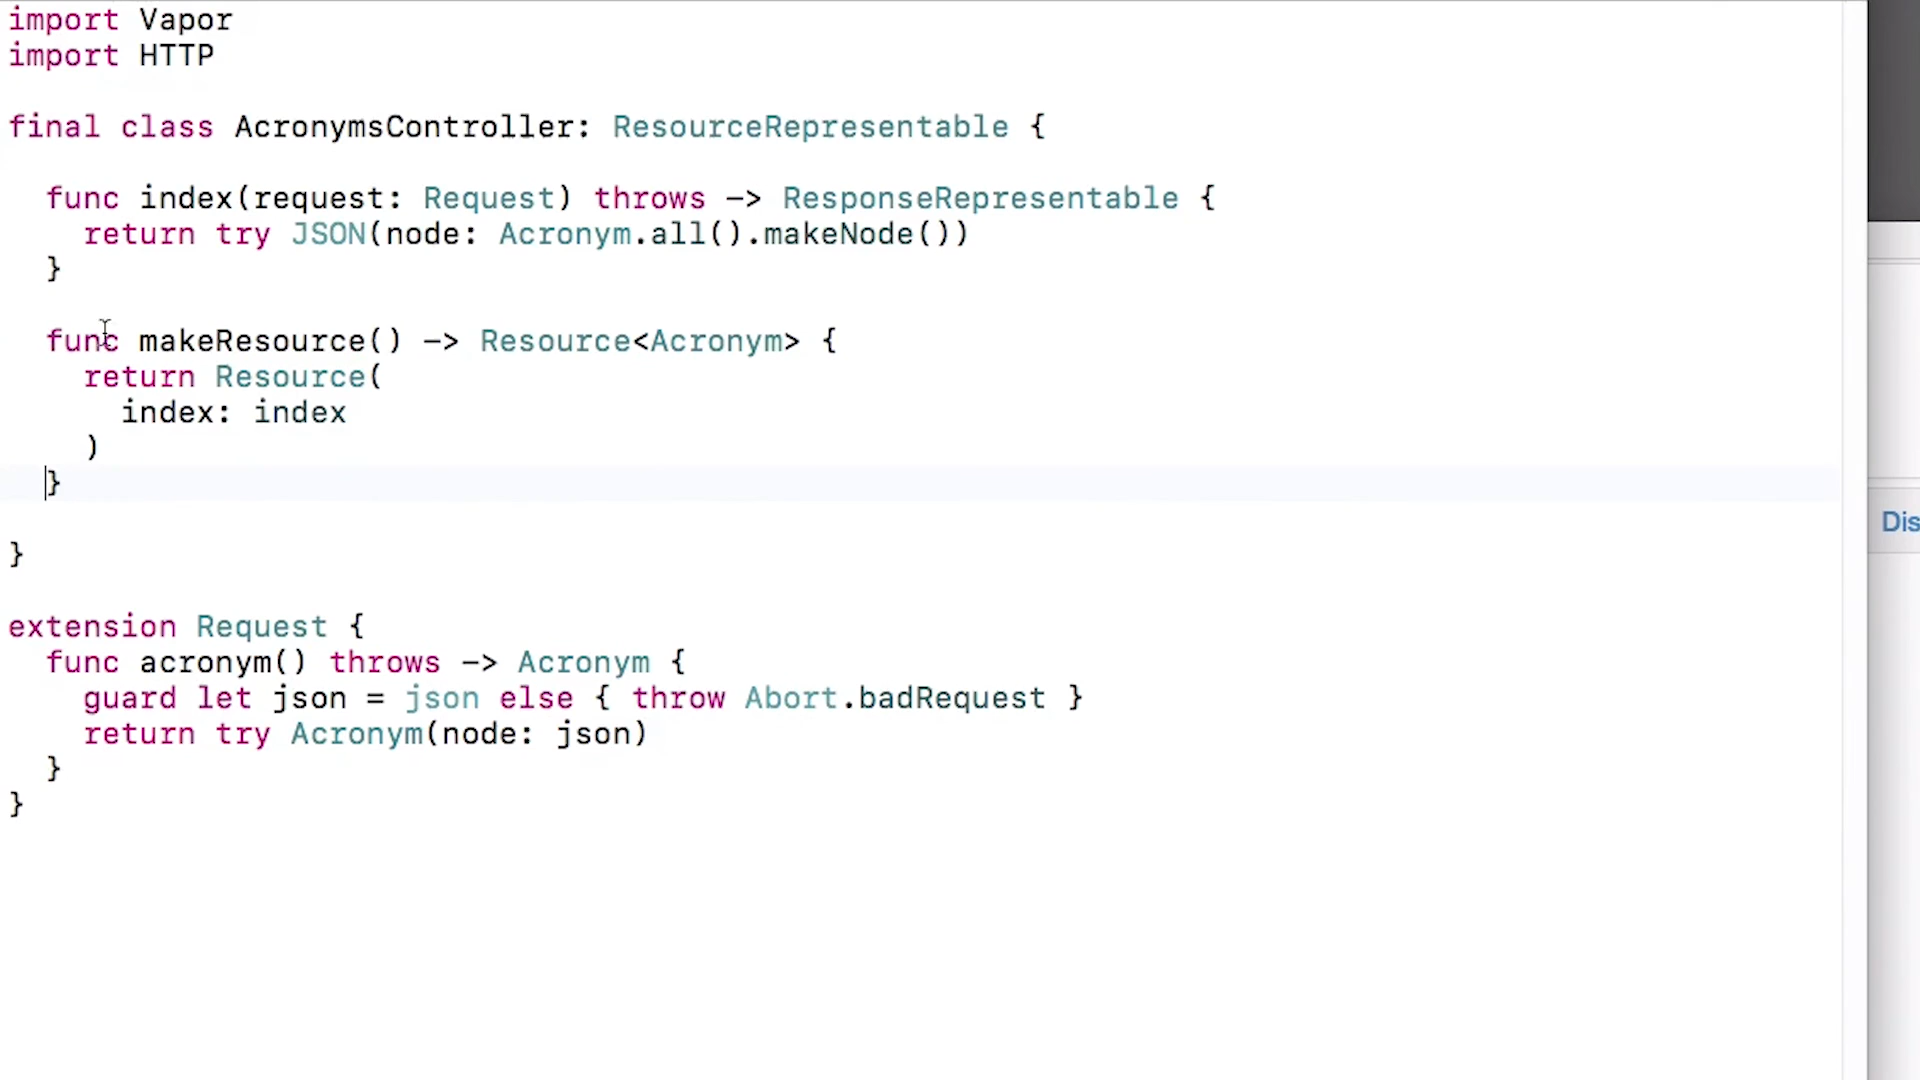 import Vapor
import HTTP
final class AcronymsController: ResourceRepresentable {
  func index(request: Request) throws -> ResponseRepresentable {
    return try JSON(node: Acronym.all().makeNode())
  }
  func makeResource() -> Resource<Acronym> {
    return Resource(
      index: index
    )
  }
}
Dis
extension Request {
  func acronym() throws -> Acronym {
    guard let json = json else { throw Abort.badRequest }
    return try Acronym(node: json)
  }
}